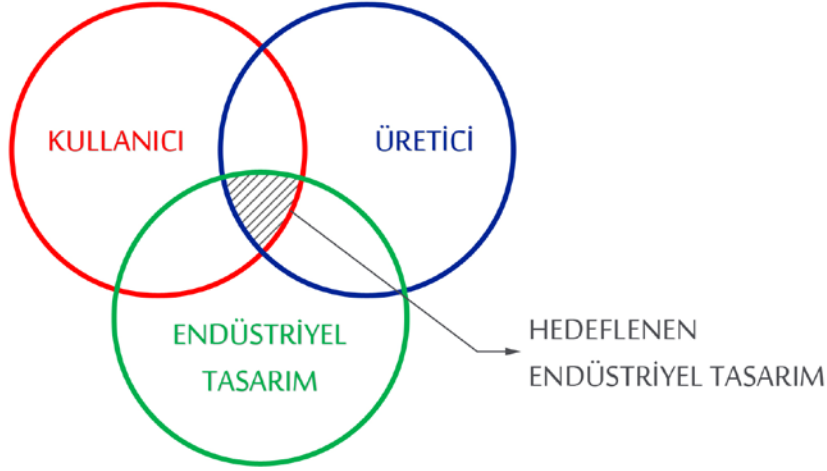 KULLANICI
ÜRETİCİ
ENDÜSTRİYEL
TASARIM
HEDEFLENEN
ENDÜSTRİYEL TASARIM